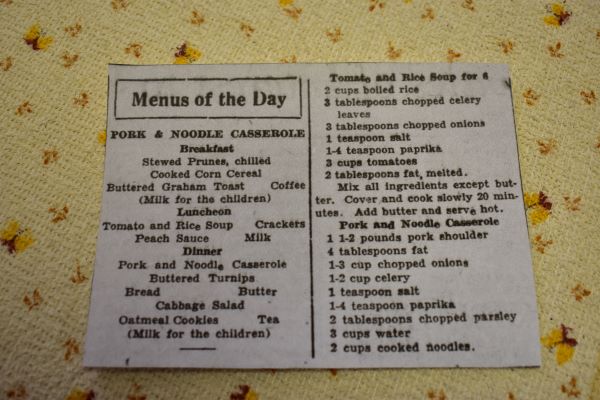 Menus of the Day
PORK & NOODLE CASSEROLE
Breakfast
Stewed Prunes, chilled
Cooked Corn Cereal
Buttered Graham Toast Coffee
(Milk for the children)
Luncheon
Tomato and Rice Soup Crackers
Peach Sauce Milk
Dinner
Pork and Noodle Casserole
Buttered Turnips
Bread Butter
Cabbage Salad
Oatmeal Cookies Tea
(Milk for the children)
Tomato and Rice Soup for 6
2 cups boiled rice
3 tablespoons chopped celery
leaves
3 tablespoons chopped onions
1 teaspoon salt
1-4 teaspoon paprika
3 cups tomatoes
2 tablespoons fat, melted.
Mix all ingredients except but-
ter. Cover and cook slowly 20 min-
utes. Add butter and serve hot.
Pork and Noodle Casserole
1 1-2 pounds pork shoulder
4 tablespoons fat
1-3 cup chopped onions
1-2 cup celery
1 teaspoon salt
1-4 teaspoon paprika
2 tablespoons chopped parsley
3 cups water
2 cups cooked noodles.